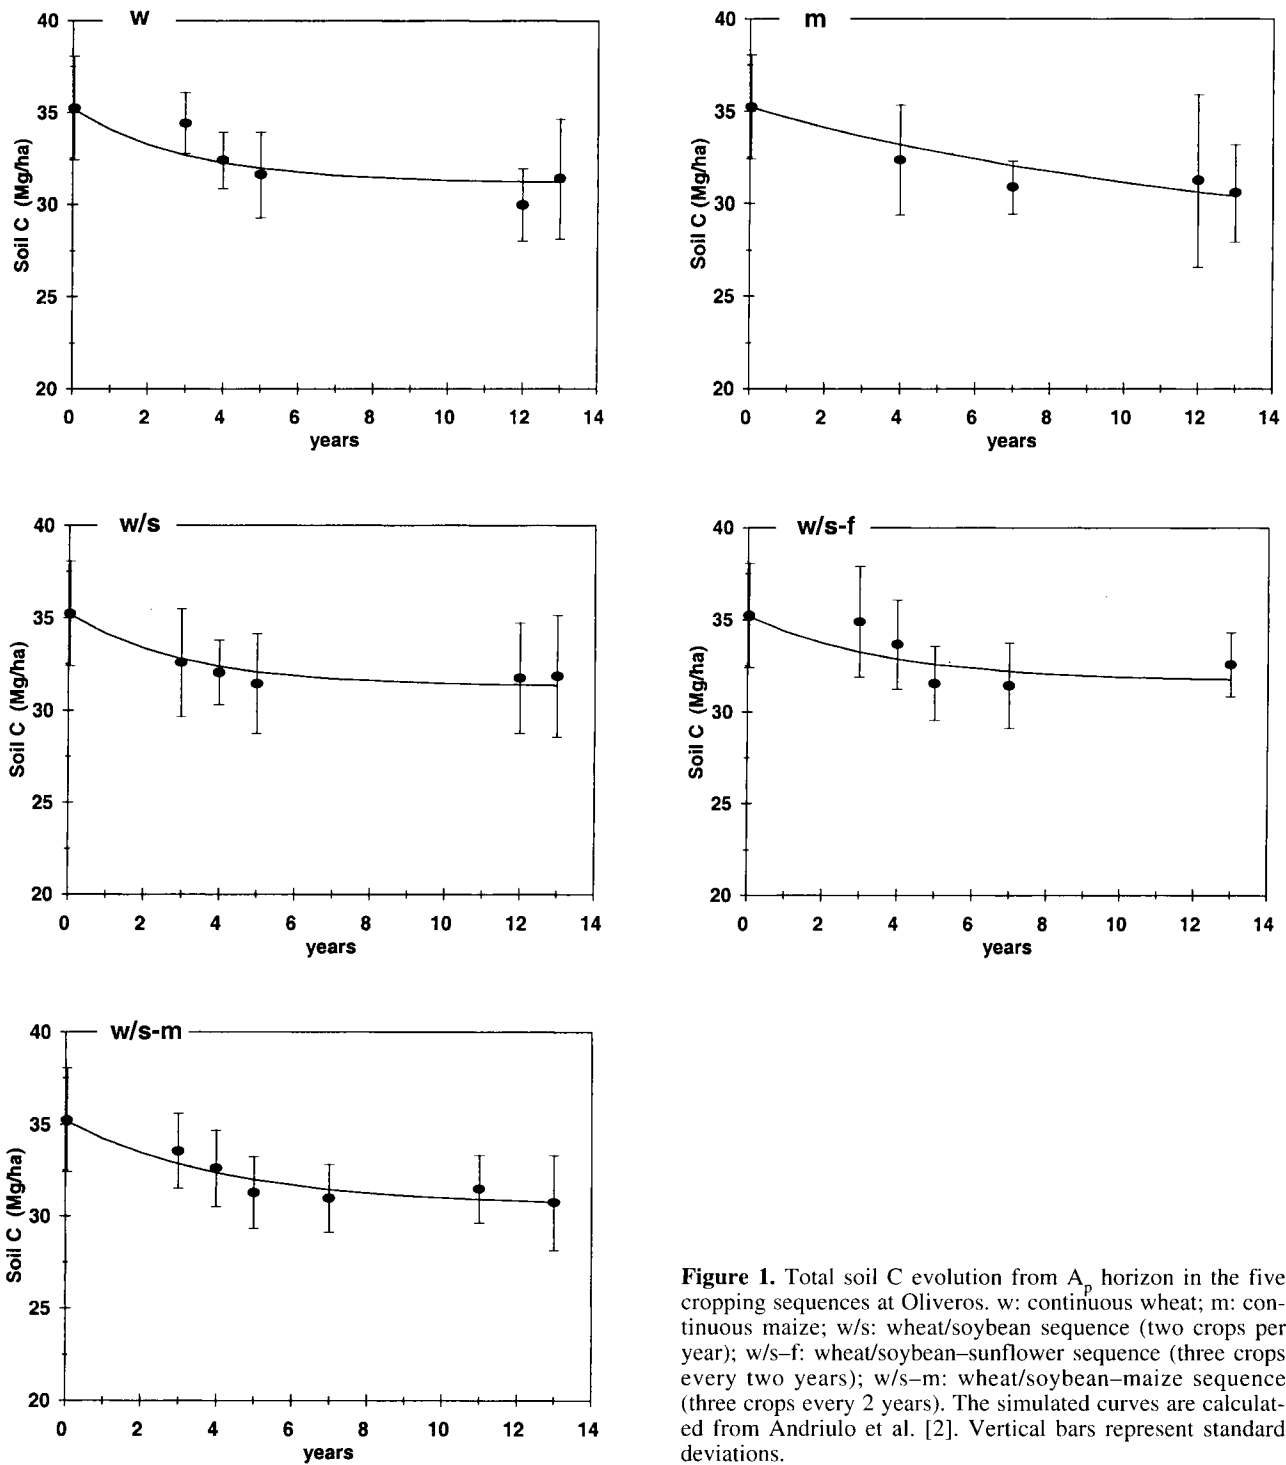 w
40
35
30
25
20
Soil C (Mg/ha)
0 2 4 6 8 10 12 14
years
m
40
35
30
25
20
Soil C (Mg/ha)
0 2 4 6 8 10 12 14
years
w/s
40
35
30
25
20
Soil C (Mg/ha)
0 2 4 6 8 10 12 14
years
w/s-f
40
35
30
25
20
Soil C (Mg/ha)
0 2 4 6 8 10 12 14
years
w/s-m
40
35
30
25
20
Soil C (Mg/ha)
0 2 4 6 8 10 12 14
years
Figure 1. Total soil C evolution from Ap horizon in the five
cropping sequences at Oliveros. w: continuous wheat; m: con-
tinuous maize; w/s: wheat/soybean sequence (two crops per
year); w/s–f: wheat/soybean–sunflower sequence (three crops
every two years); w/s–m: wheat/soybean–maize sequence
(three crops every 2 years). The simulated curves are calculat-
ed from Andriulo et al. [2]. Vertical bars represent standard
deviations.